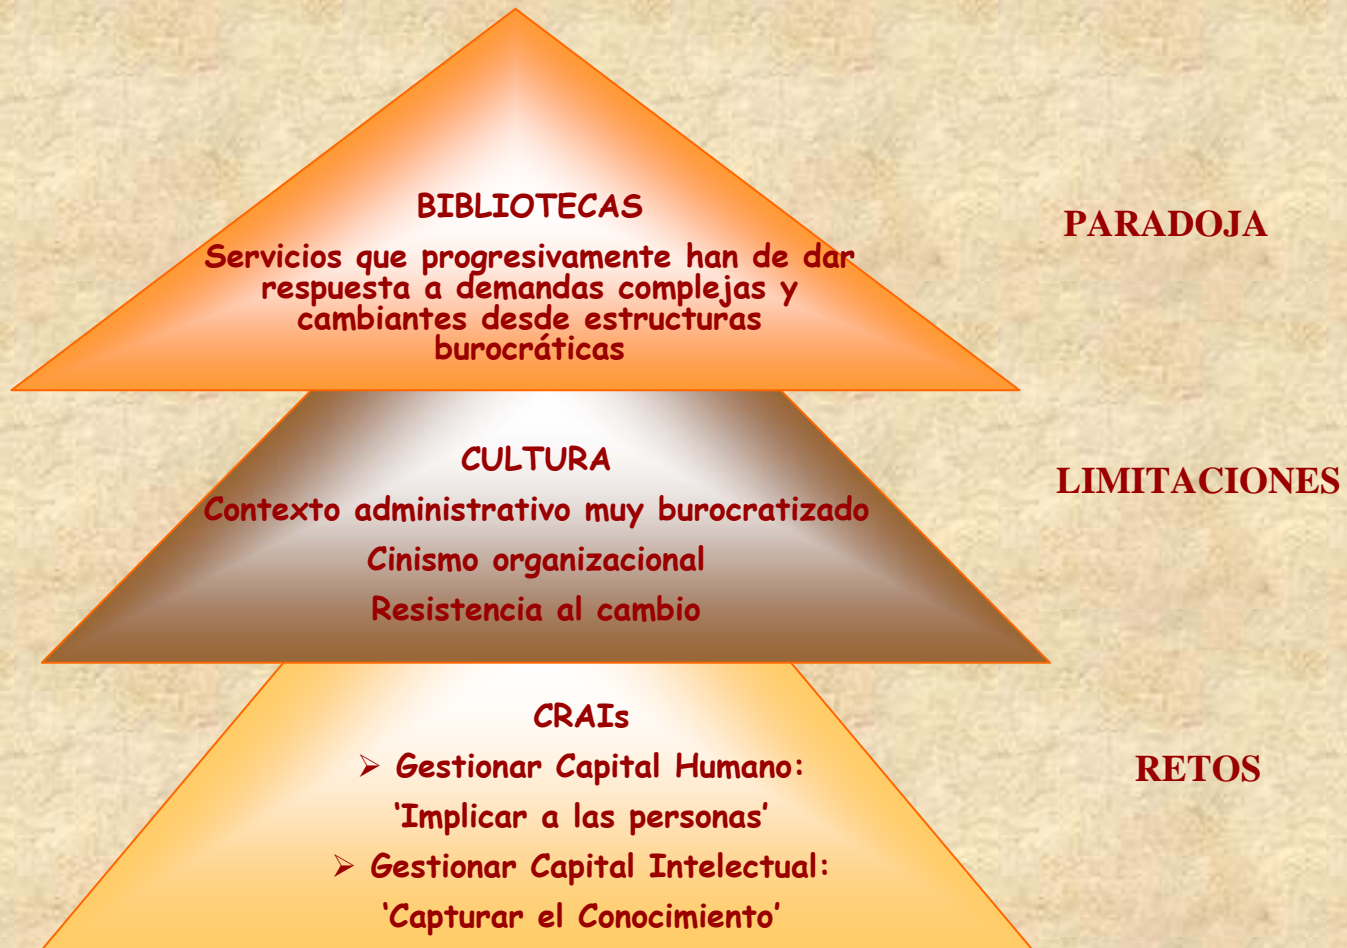 BIBLIOTECAS
Servicios que progresivamente han de dar
respuesta a demandas complejas y
cambiantes desde estructuras
burocráticas
PARADOJA
CULTURA
Contexto administrativo muy burocratizado
Cinismo organizacional
Resistencia al cambio
LIMITACIONES
CRAIs
➢ Gestionar Capital Humano:
‘Implicar a las personas’
➢ Gestionar Capital Intelectual:
‘Capturar el Conocimiento’
RETOS